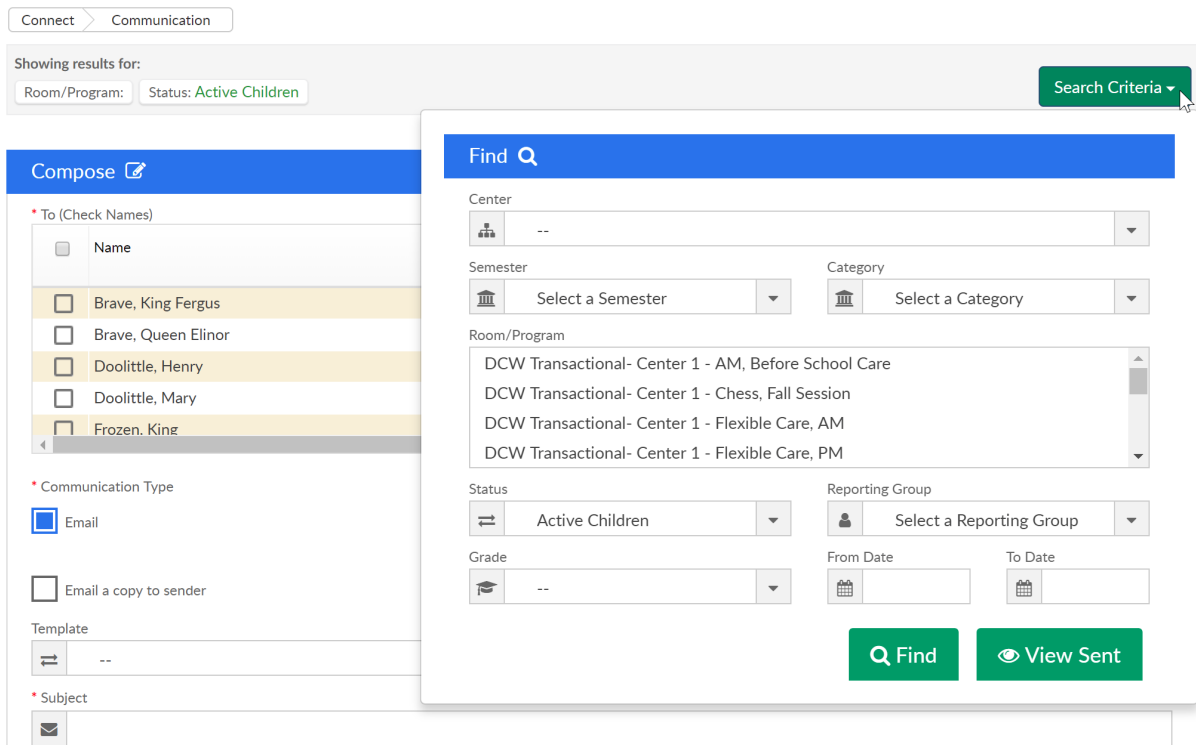 Connect Communication
Showing results for:
Room/Program: Status: Active Children
Search Criteria
Compose
* To (Check Names)
Name
Brave, King Fergus
Brave, Queen Elinor
Doolittle, Henry
Doolittle, Mary
Frozen, King
* Communication Type
Email
Email a copy to sender
Template
--
* Subject
Find
Center
--
Semester Category
Select a Semester Select a Category
Room/Program
DCW Transactional- Center 1 - AM, Before School Care
DCW Transactional- Center 1 - Chess, Fall Session
DCW Transactional- Center 1 - Flexible Care, AM
DCW Transactional- Center 1 - Flexible Care, PM
Status Reporting Group
Active Children Select a Reporting Group
Grade From Date To Date
--
Find View Sent